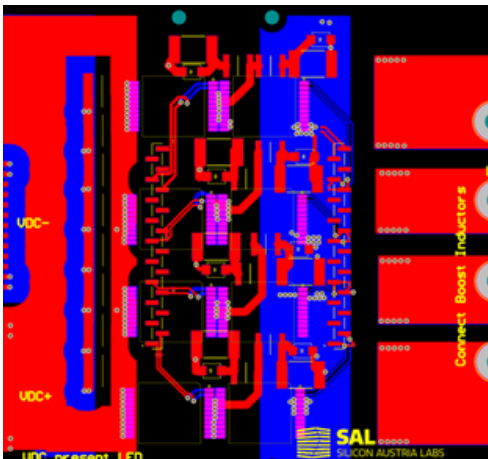 VDC-
Connect Boost Inductors
VDC+
SAL
SILICON AUSTRIA LABS
VDC present LED